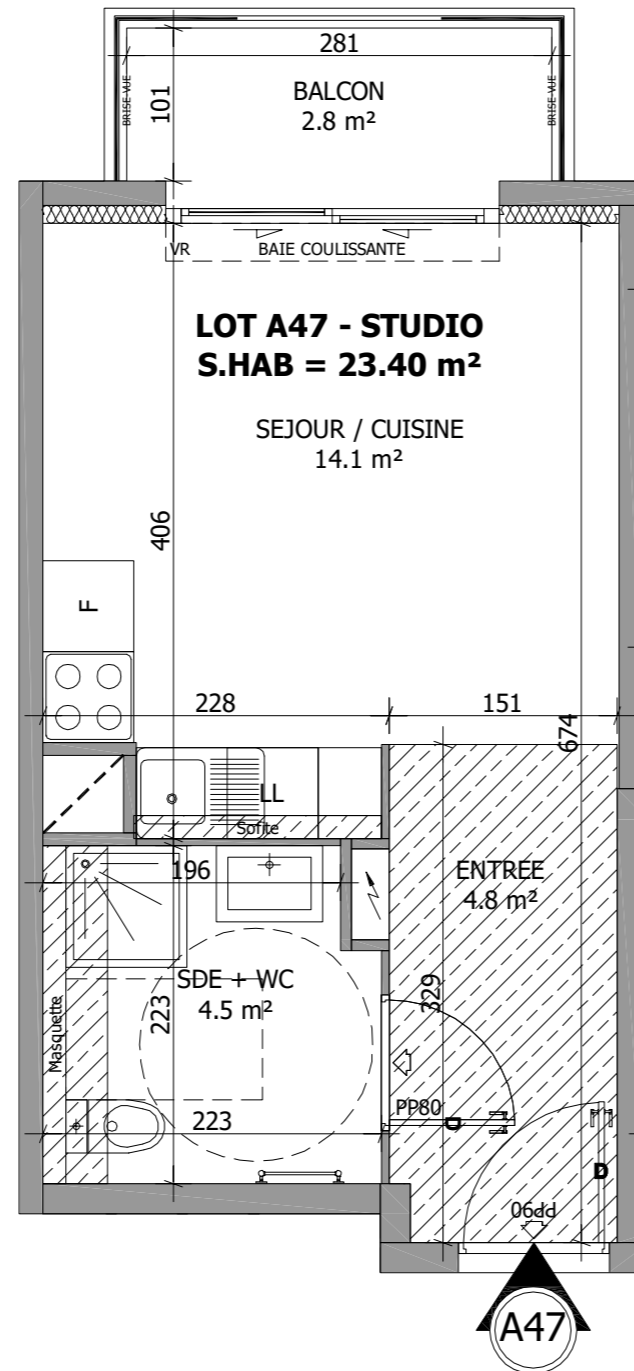 281
BRISE-VUE
101
BALCON
2.8 m²
BRISE-VUE
VR
BAIE COULISSANTE
LOT A47 - STUDIO
S.HAB = 23.40 m²
SEJOUR / CUISINE
14.1 m²
406
F
228
151
674
LL
Sofite
196
ENTREE
4.8 m²
SDE + WC
4.5 m²
223
329
Masquette
PP80
223
D
D
PP90
A47